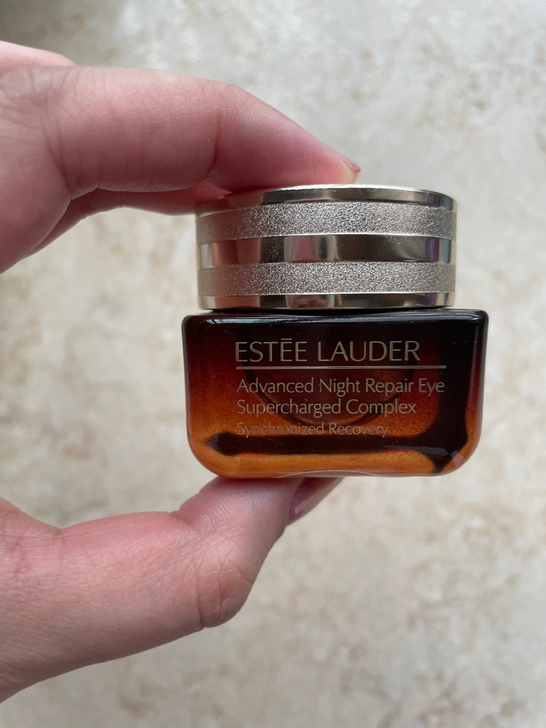 ESTĒE LAUDER
Advanced Night Repair Eye
Supercharged Complex
Synchronized Recovery